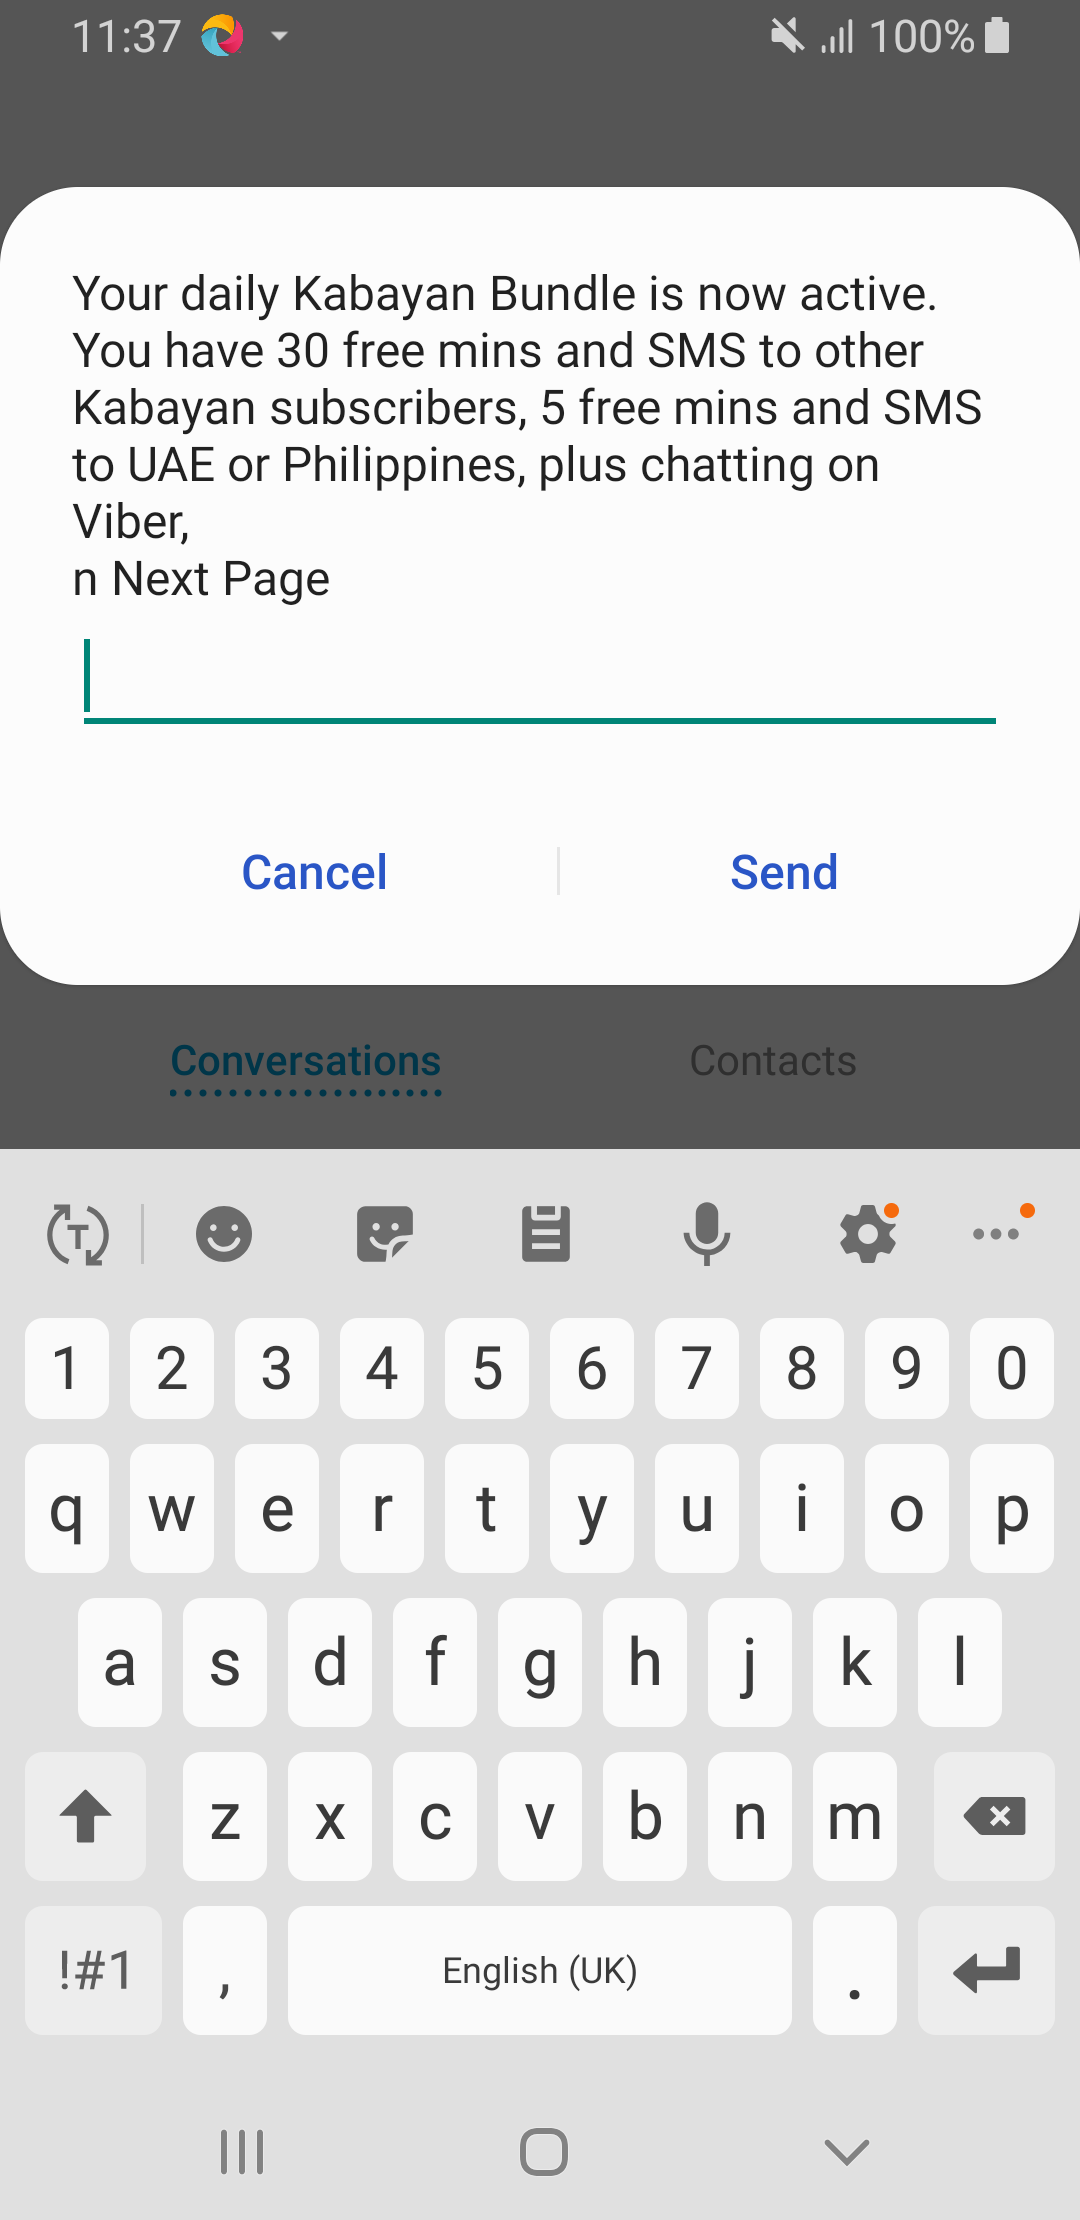 11:37
100%
Your daily Kabayan Bundle is now active.
You have 30 free mins and SMS to other
Kabayan subscribers, 5 free mins and SMS
to UAE or Philippines, plus chatting on
Viber,
n Next Page
Cancel
Send
Conversations
Contacts
T
1 2 3 4 5 6 7 8 9 0
q w e r t y u i o p
a s d f g h j k l
z x c v b n m
!#1 , English (UK) .